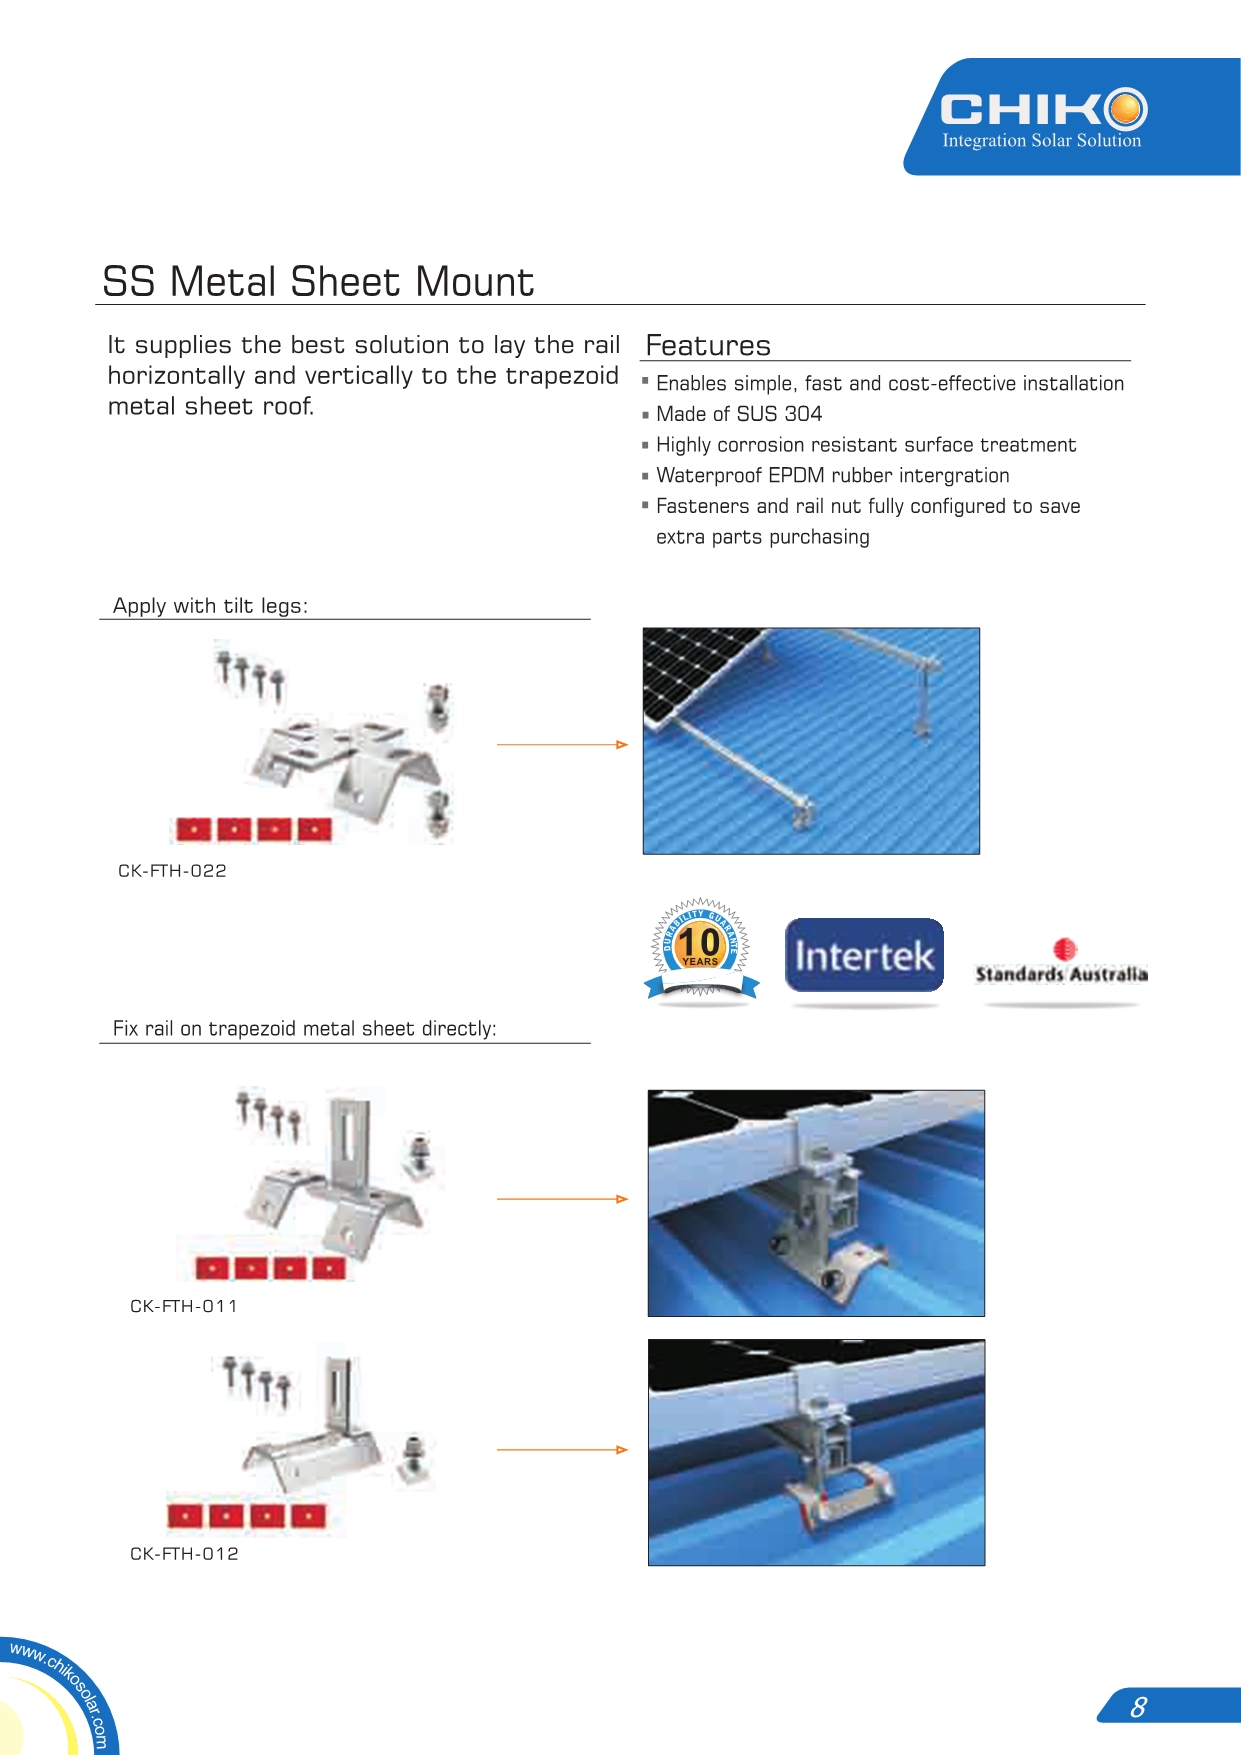 CHIKO
Integration Solar Solution
SS Metal Sheet Mount
It supplies the best solution to lay the rail
horizontally and vertically to the trapezoid
metal sheet roof.
Features
Enables simple, fast and cost-effective installation
Made of SUS 304
Highly corrosion resistant surface treatment
Waterproof EPDM rubber intergration
Fasteners and rail nut fully configured to save
extra parts purchasing
Apply with tilt legs:
CK-FTH-022
DURABILITY GUARANTE
10
YEARS
Intertek
Standards Australia
Fix rail on trapezoid metal sheet directly:
CK-FTH-011
CK-FTH-012
www.chikosolar.com
8